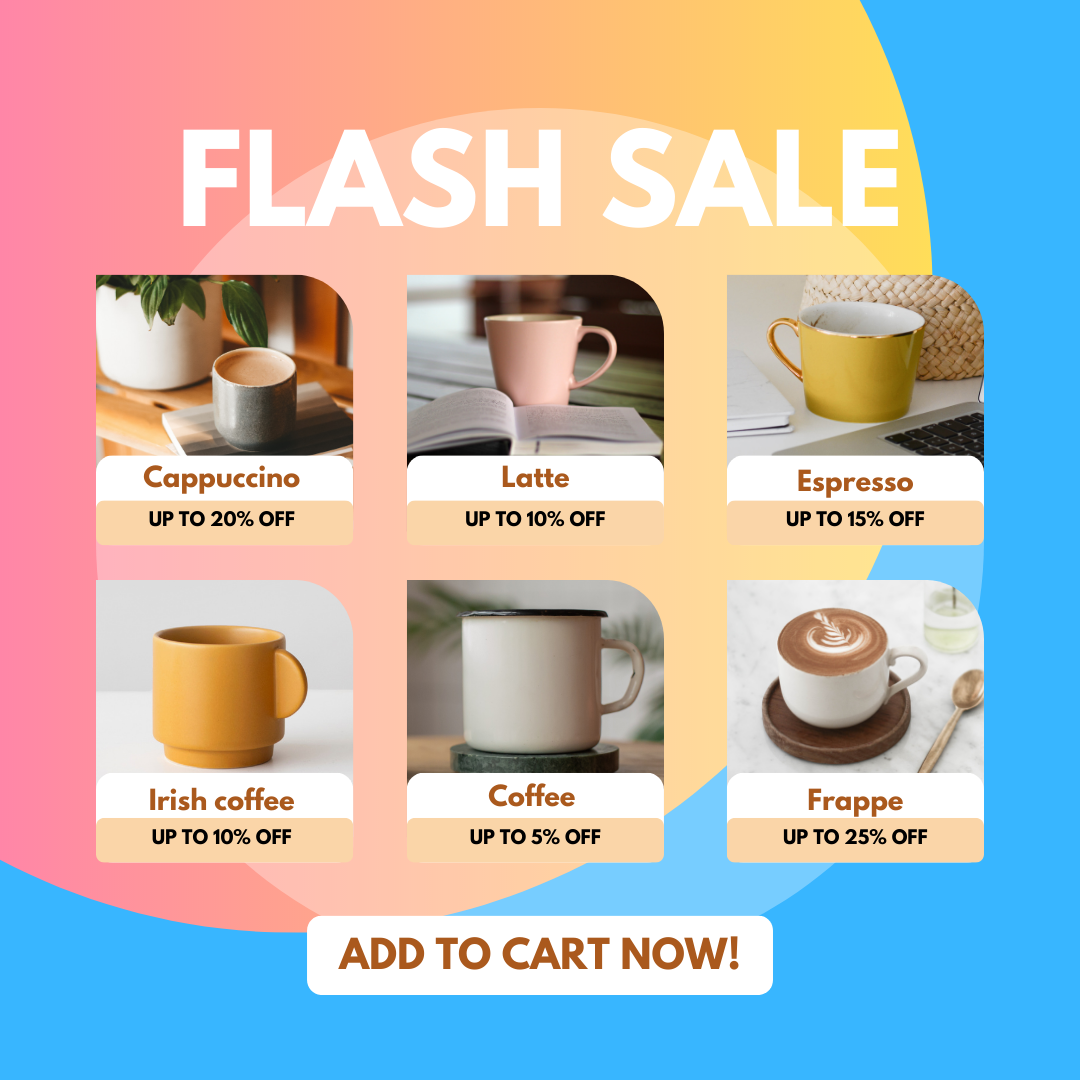 FLASH SALE
Cappuccino
UP TO 20% OFF
Latte
UP TO 10% OFF
Espresso
UP TO 15% OFF
Irish coffee
UP TO 10% OFF
Coffee
UP TO 5% OFF
Frappe
UP TO 25% OFF
ADD TO CART NOW!